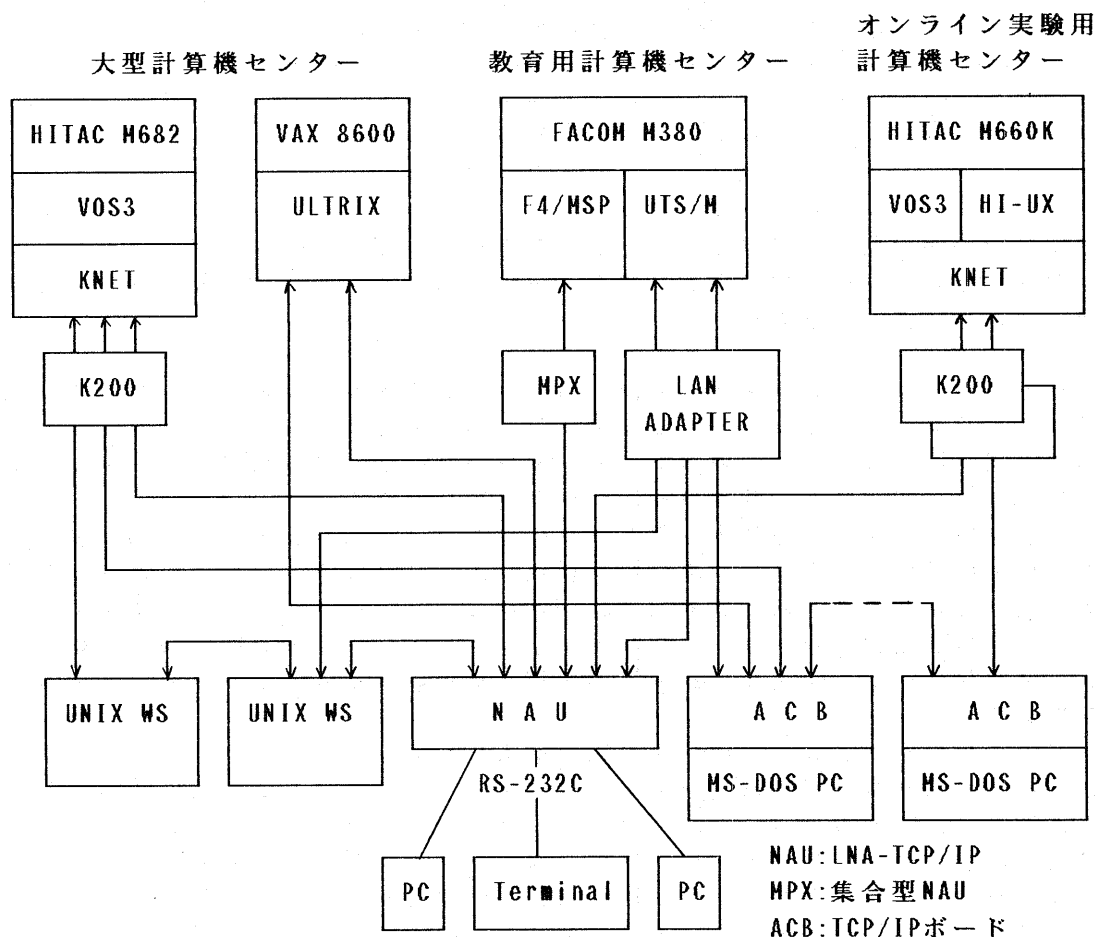 大型計算機センター
教育用計算機センター
オンライン実験用
計算機センター
HITAC M682
VOS3
KNET
K200
VAX 8600
ULTRIX
FACOM M380
F4/MSP
UTS/M
MPX
LAN
ADAPTER
HITAC M660K
VOS3
HI-UX
KNET
K200
UNIX WS
UNIX WS
N A U
A C B
MS-DOS PC
A C B
MS-DOS PC
RS-232C
PC
Terminal
PC
NAU:LNA-TCP/IP
MPX:集合型NAU
ACB:TCP/IPボード